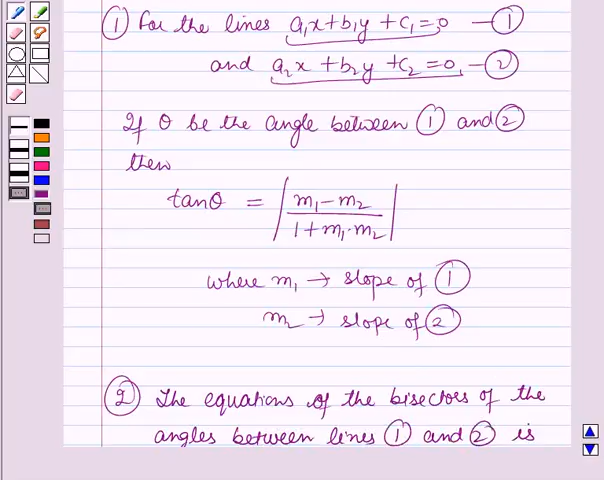 ① For the lines a₁x+b₁y+c₁=0 —①
and a₂x+b₂y+c₂=0, —②
If θ be the angle between ① and ②
then
tanθ = |m₁-m₂ / 1+m₁·m₂|
where m₁ → slope of ①
m₂ → slope of ②
② The equations of the bisectors of the
angles between lines ① and ② is